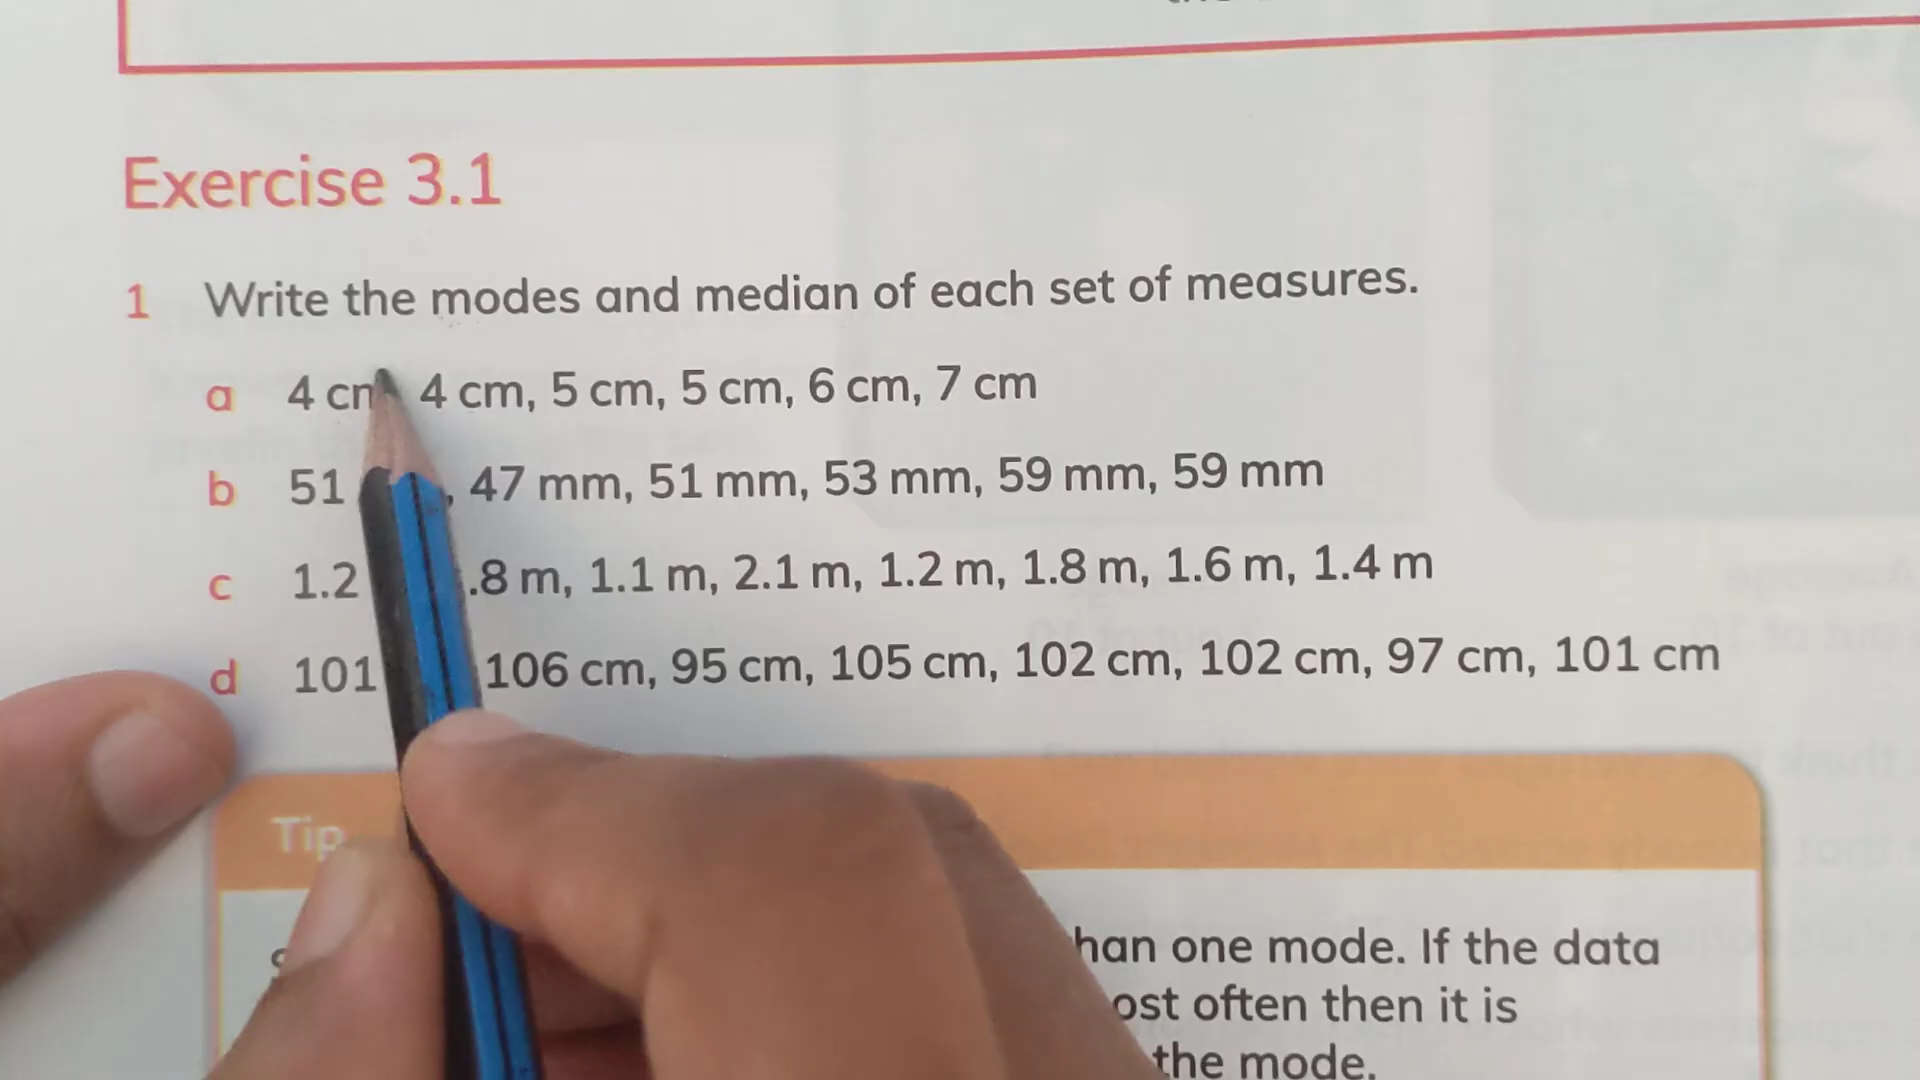 Exercise 3.1
1 Write the modes and median of each set of measures.
a 4 cm 4 cm, 5 cm, 5 cm, 6 cm, 7 cm
b 51 , 47 mm, 51 mm, 53 mm, 59 mm, 59 mm
c 1.2 .8 m, 1.1 m, 2.1 m, 1.2 m, 1.8 m, 1.6 m, 1.4 m
d 101 106 cm, 95 cm, 105 cm, 102 cm, 102 cm, 97 cm, 101 cm
Tip
one mode. If the data
often then it is
the mode.